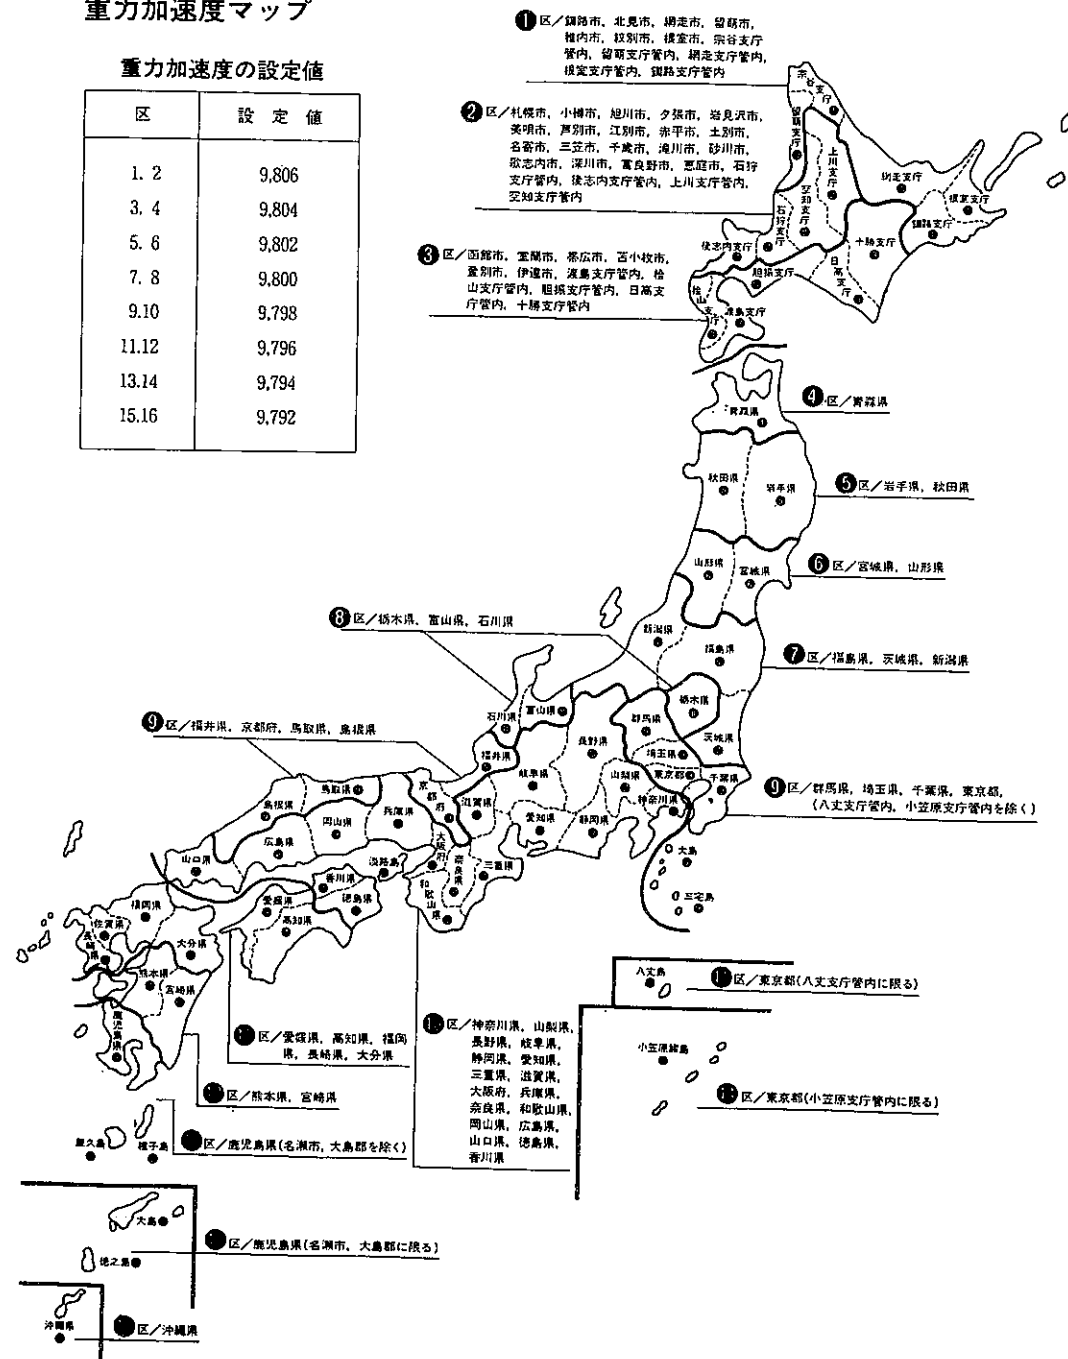 重力加速度マップ
重力加速度の設定値
区 設定値
1. 2 9,806
3. 4 9,804
5. 6 9,802
7. 8 9,800
9.10 9,798
11.12 9,796
13.14 9,794
15.16 9,792
❶区/釧路市, 北見市, 網走市, 留萌市,
稚内市, 紋別市, 根室市, 宗谷支庁
管内, 留萌支庁管内, 網走支庁管内,
根室支庁管内, 釧路支庁管内
❷区/札幌市, 小樽市, 旭川市, 夕張市, 岩見沢市,
美唄市, 芦別市, 江別市, 赤平市, 士別市,
名寄市, 三笠市, 千歳市, 滝川市, 砂川市,
歌志内市, 深川市, 富良野市, 恵庭市, 石狩
支庁管内, 後志内支庁管内, 上川支庁管内,
空知支庁管内
❸区/函館市, 室蘭市, 帯広市, 苫小牧市,
登別市, 伊達市, 渡島支庁管内, 桧
山支庁管内, 胆振支庁管内, 日高支
庁管内, 十勝支庁管内
宗谷支庁
留萌支庁
上川支庁
網走支庁
根室支庁
釧路支庁
空知支庁
石狩支庁
十勝支庁
後志内支庁
胆振支庁
日高支庁
桧山支庁
渡島支庁
青森県
❹区/青森県
秋田県
岩手県
❺区/岩手県, 秋田県
山形県
宮城県
❻区/宮城県, 山形県
❽区/栃木県, 富山県, 石川県
新潟県
福島県
❼区/福島県, 茨城県, 新潟県
栃木県
石川県
富山県
群馬県
長野県
茨城県
埼玉県
❾区/福井県, 京都府, 鳥取県, 島根県
福井県
岐阜県
山梨県
東京都
千葉県
神奈川県
❾区/群馬県, 埼玉県, 千葉県, 東京都,
(八丈支庁管内, 小笠原支庁管内を除く)
鳥取県
京都府
滋賀県
島根県
岡山県
兵庫県
愛知県
静岡県
広島県
大阪府
奈良県
三重県
山口県
淡路島
大島
香川県
和歌山県
愛媛県
徳島県
三宅島
福岡県
高知県
佐賀県
長崎県
大分県
熊本県
宮崎県
鹿児島県
八丈島
区/東京都(八丈支庁管内に限る)
区/愛媛県, 高知県, 福岡
県, 長崎県, 大分県
区/神奈川県, 山梨県,
長野県, 岐阜県,
静岡県, 愛知県,
三重県, 滋賀県,
大阪府, 兵庫県,
奈良県, 和歌山県,
岡山県, 広島県,
山口県, 徳島県,
香川県
小笠原諸島
区/東京都(小笠原支庁管内に限る)
区/熊本県, 宮崎県
屋久島
種子島
区/鹿児島県(名瀬市, 大島郡を除く)
大島
徳之島
区/鹿児島県(名瀬市, 大島郡に限る)
沖縄県
区/沖縄県